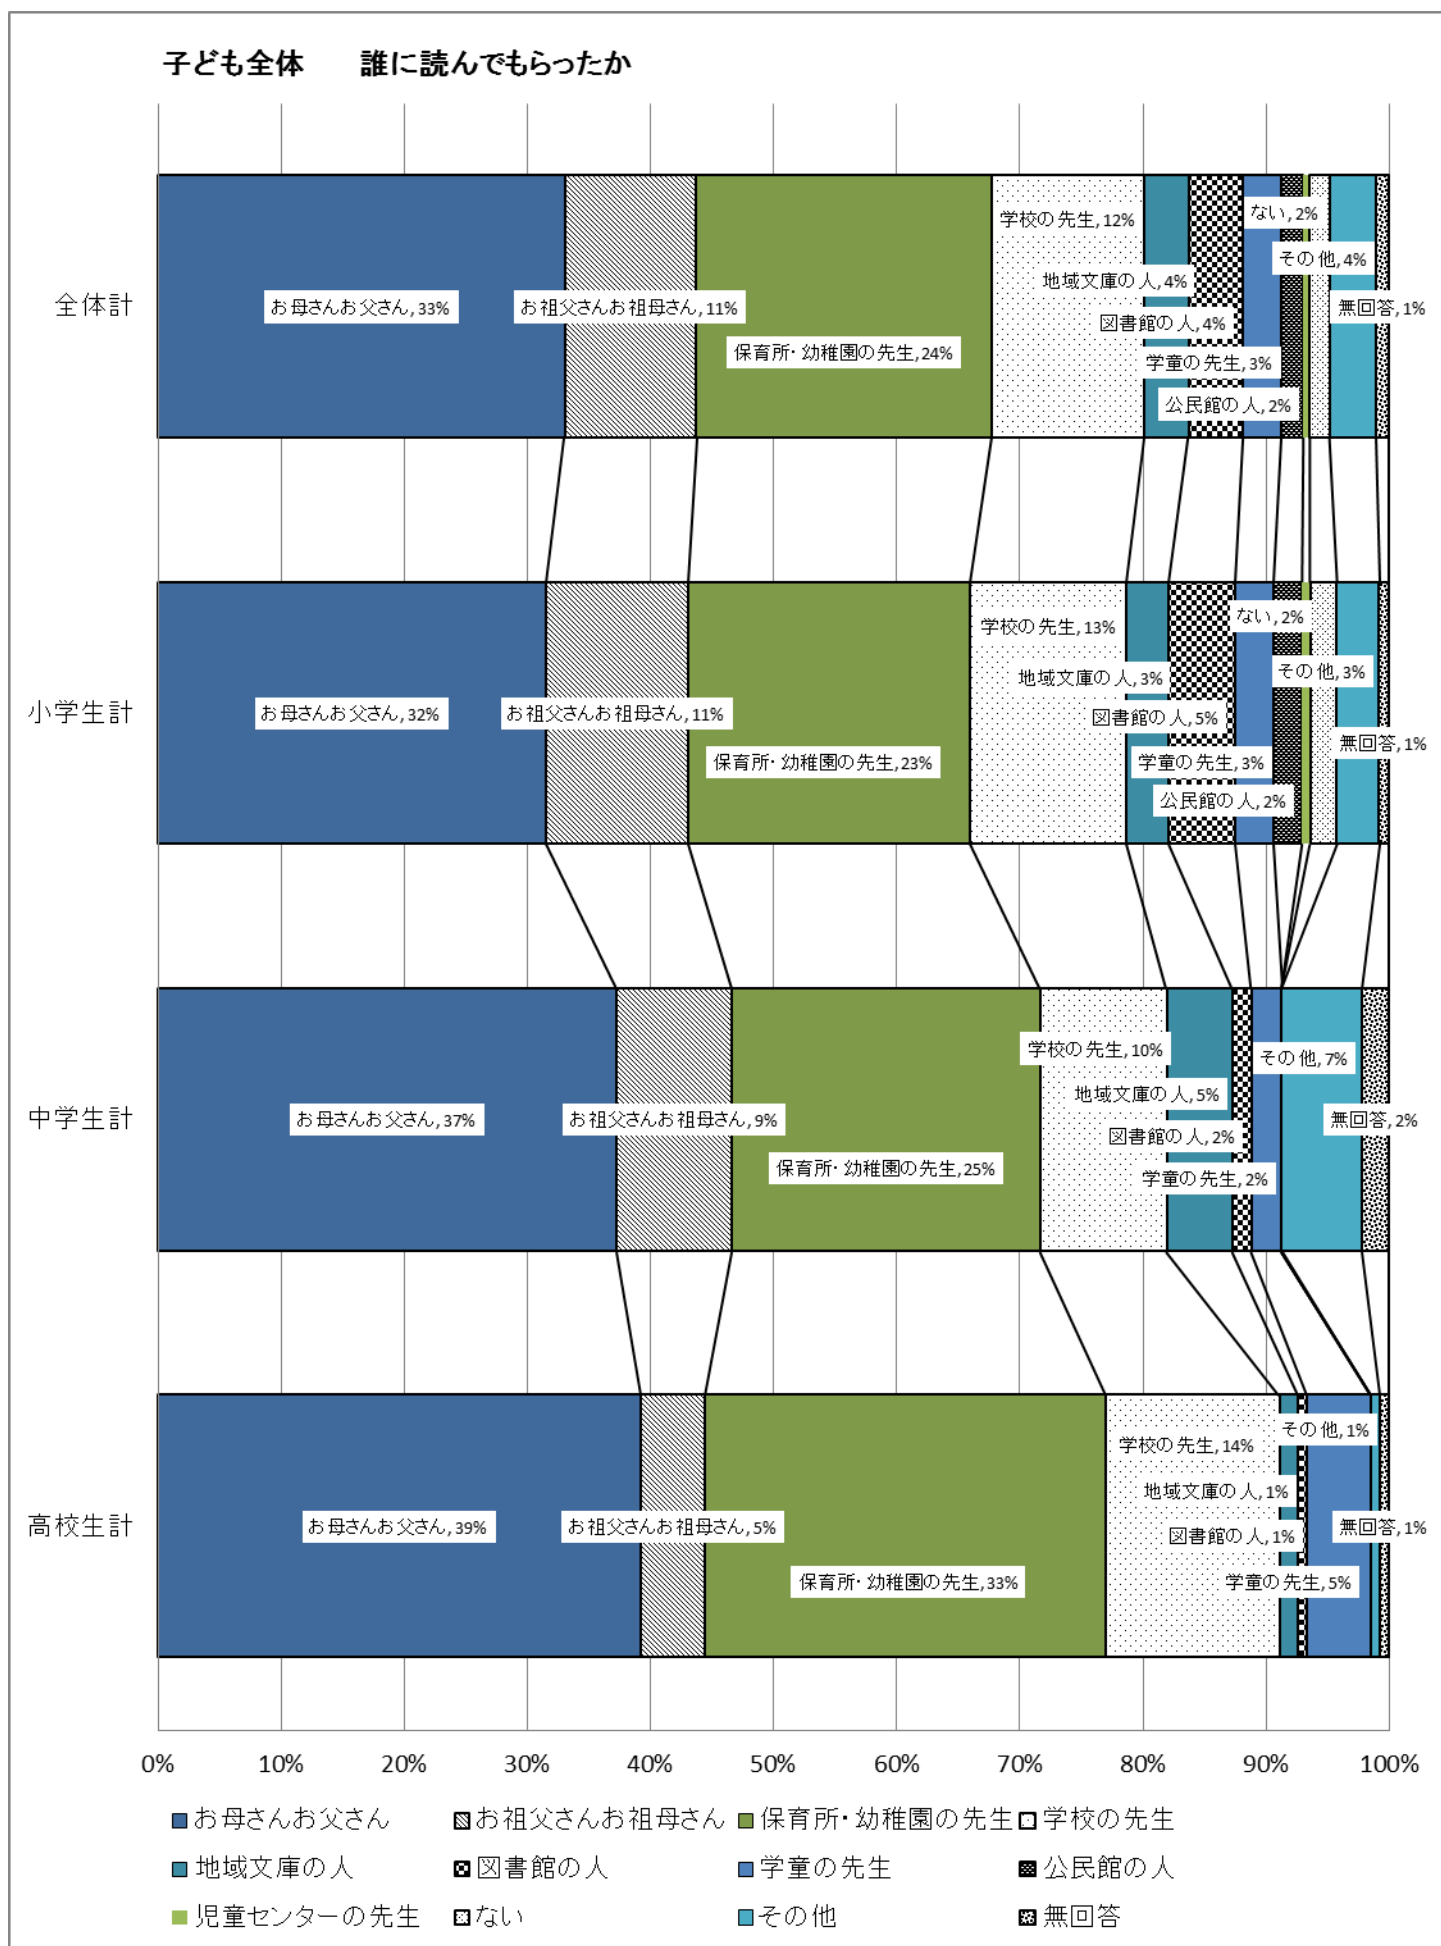 子ども全体　　誰に読んでもらったか
全体計
お母さんお父さん, 33%
お祖父さんお祖母さん, 11%
保育所・幼稚園の先生, 24%
学校の先生, 12%
地域文庫の人, 4%
図書館の人, 4%
学童の先生, 3%
公民館の人, 2%
ない, 2%
その他, 4%
無回答, 1%
小学生計
お母さんお父さん, 32%
お祖父さんお祖母さん, 11%
保育所・幼稚園の先生, 23%
学校の先生, 13%
地域文庫の人, 3%
図書館の人, 5%
学童の先生, 3%
公民館の人, 2%
ない, 2%
その他, 3%
無回答, 1%
中学生計
お母さんお父さん, 37%
お祖父さんお祖母さん, 9%
保育所・幼稚園の先生, 25%
学校の先生, 10%
地域文庫の人, 5%
図書館の人, 2%
学童の先生, 2%
その他, 7%
無回答, 2%
高校生計
お母さんお父さん, 39%
お祖父さんお祖母さん, 5%
保育所・幼稚園の先生, 33%
学校の先生, 14%
地域文庫の人, 1%
図書館の人, 1%
学童の先生, 5%
その他, 1%
無回答, 1%
0% 10% 20% 30% 40% 50% 60% 70% 80% 90% 100%
お母さんお父さん お祖父さんお祖母さん 保育所・幼稚園の先生 学校の先生
地域文庫の人 図書館の人 学童の先生 公民館の人
児童センターの先生 ない その他 無回答